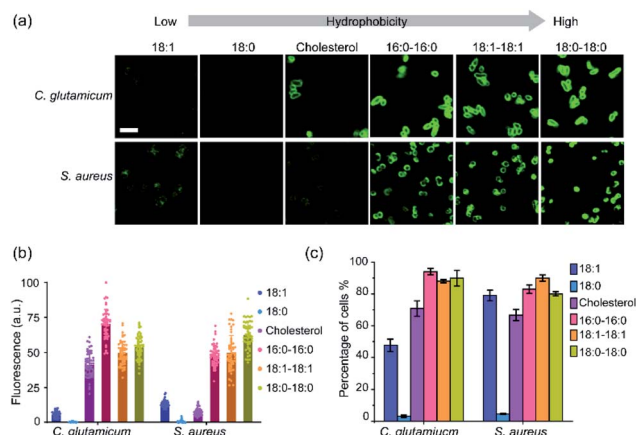 (a)
Low Hydrophobicity High
18:1 18:0 Cholesterol 16:0-16:0 18:1-18:1 18:0-18:0
C. glutamicum
S. aureus
(b)
Fluorescence (a.u.)
100
75
50
25
0
C. glutamicum S. aureus
18:1
18:0
Cholesterol
16:0-16:0
18:1-18:1
18:0-18:0
(c)
Percentage of cells %
100
80
60
40
20
0
C. glutamiucm S. aureus
18:1
18:0
Cholesterol
16:0-16:0
18:1-18:1
18:0-18:0